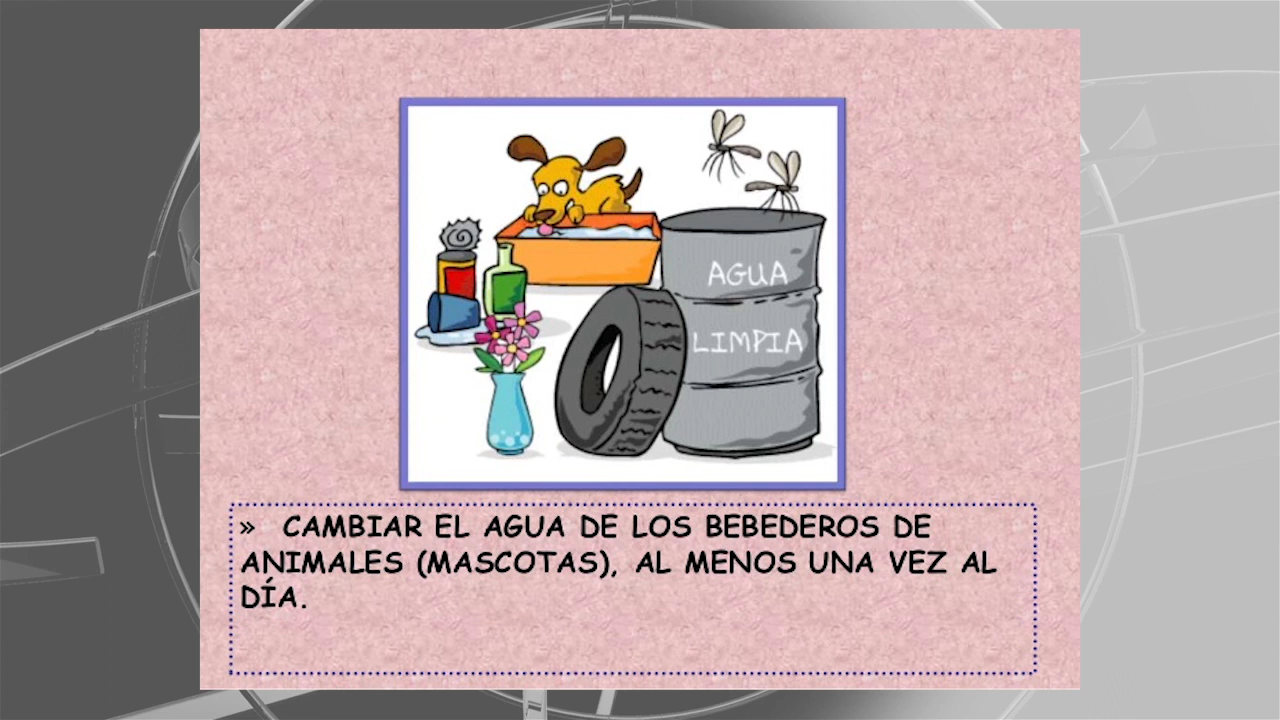 AGUA
LIMPIA
» CAMBIAR EL AGUA DE LOS BEBEDEROS DE
ANIMALES (MASCOTAS), AL MENOS UNA VEZ AL
DÍA.